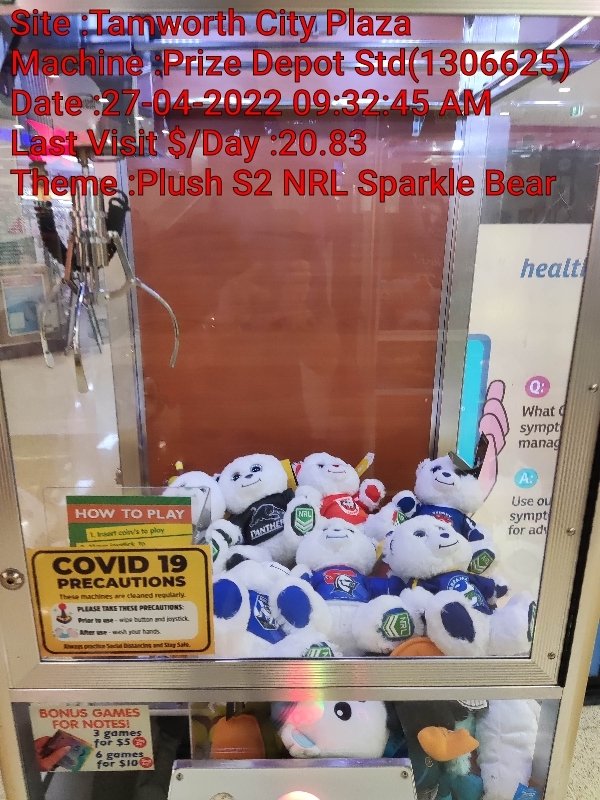 Site :Tamworth City Plaza
Machine :Prize Depot Std(1306625)
Date :27-04-2022 09:32:45 AM
Last Visit $/Day :20.83
Theme :Plush S2 NRL Sparkle Bear
healt
Q:
What
sympt
manag
A:
Use ou
sympt
for adv
PANTHERS
NRL
NRL
HOW TO PLAY
1. Insert coin/s to play
COVID 19
PRECAUTIONS
These machines are cleaned regularly.
PLEASE TAKE THESE PRECAUTIONS:
Prior to use - wipe button and joystick.
After use - wash your hands.
Always practice Social Distancing and Stay Safe.
BONUS GAMES
FOR NOTES!
3 games
for $5
6 games
for $10